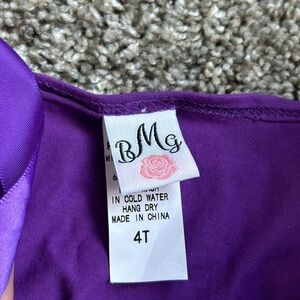 BMG
IN COLD WATER
HANG DRY
MADE IN CHINA
4T